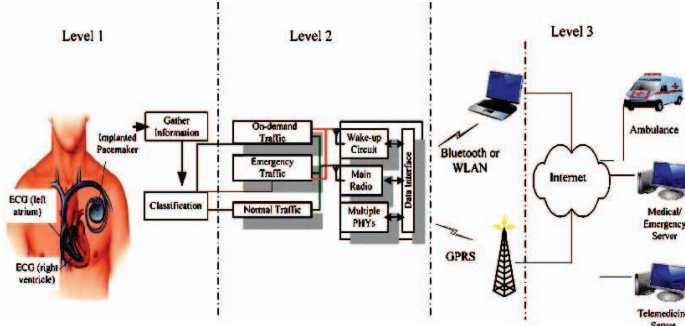 Level 1
Level 2
Level 3
Gather
Information
Implanted
Pacemaker
ECG (left
atrium)
ECG (right
ventricle)
Classification
On-demand
Traffic
Emergency
Traffic
Normal Traffic
Wake-up
Circuit
Main
Radio
Multiple
PHYs
Data Interface
Bluetooth or
WLAN
GPRS
Internet
Ambulance
Medical/
Emergency
Server
Telemedicin
Server